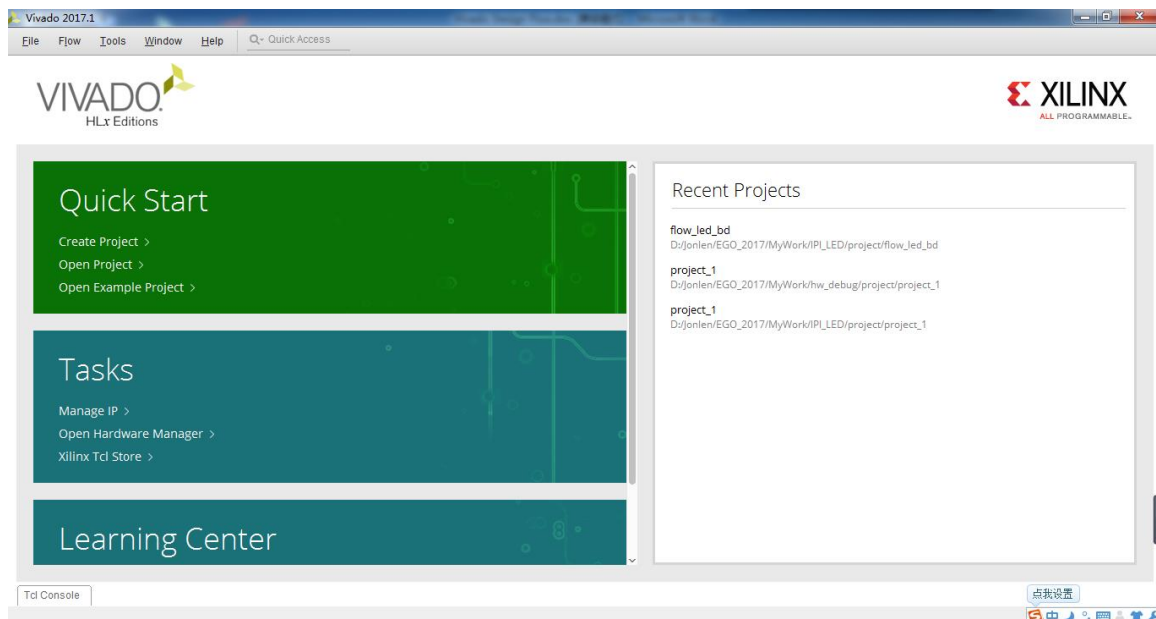 Vivado 2017.1
File Flow Tools Window Help Quick Access
VIVADO.
HLx Editions
XILINX
ALL PROGRAMMABLE.
Quick Start
Create Project >
Open Project >
Open Example Project >
Tasks
Manage IP >
Open Hardware Manager >
Xilinx Tcl Store >
Learning Center
Recent Projects
flow_led_bd
D:/Jonlen/EGO_2017/MyWork/IPI_LED/project/flow_led_bd
project_1
D:/Jonlen/EGO_2017/MyWork/hw_debug/project/project_1
project_1
D:/Jonlen/EGO_2017/MyWork/IPI_LED/project/project_1
Tcl Console
点我设置
中